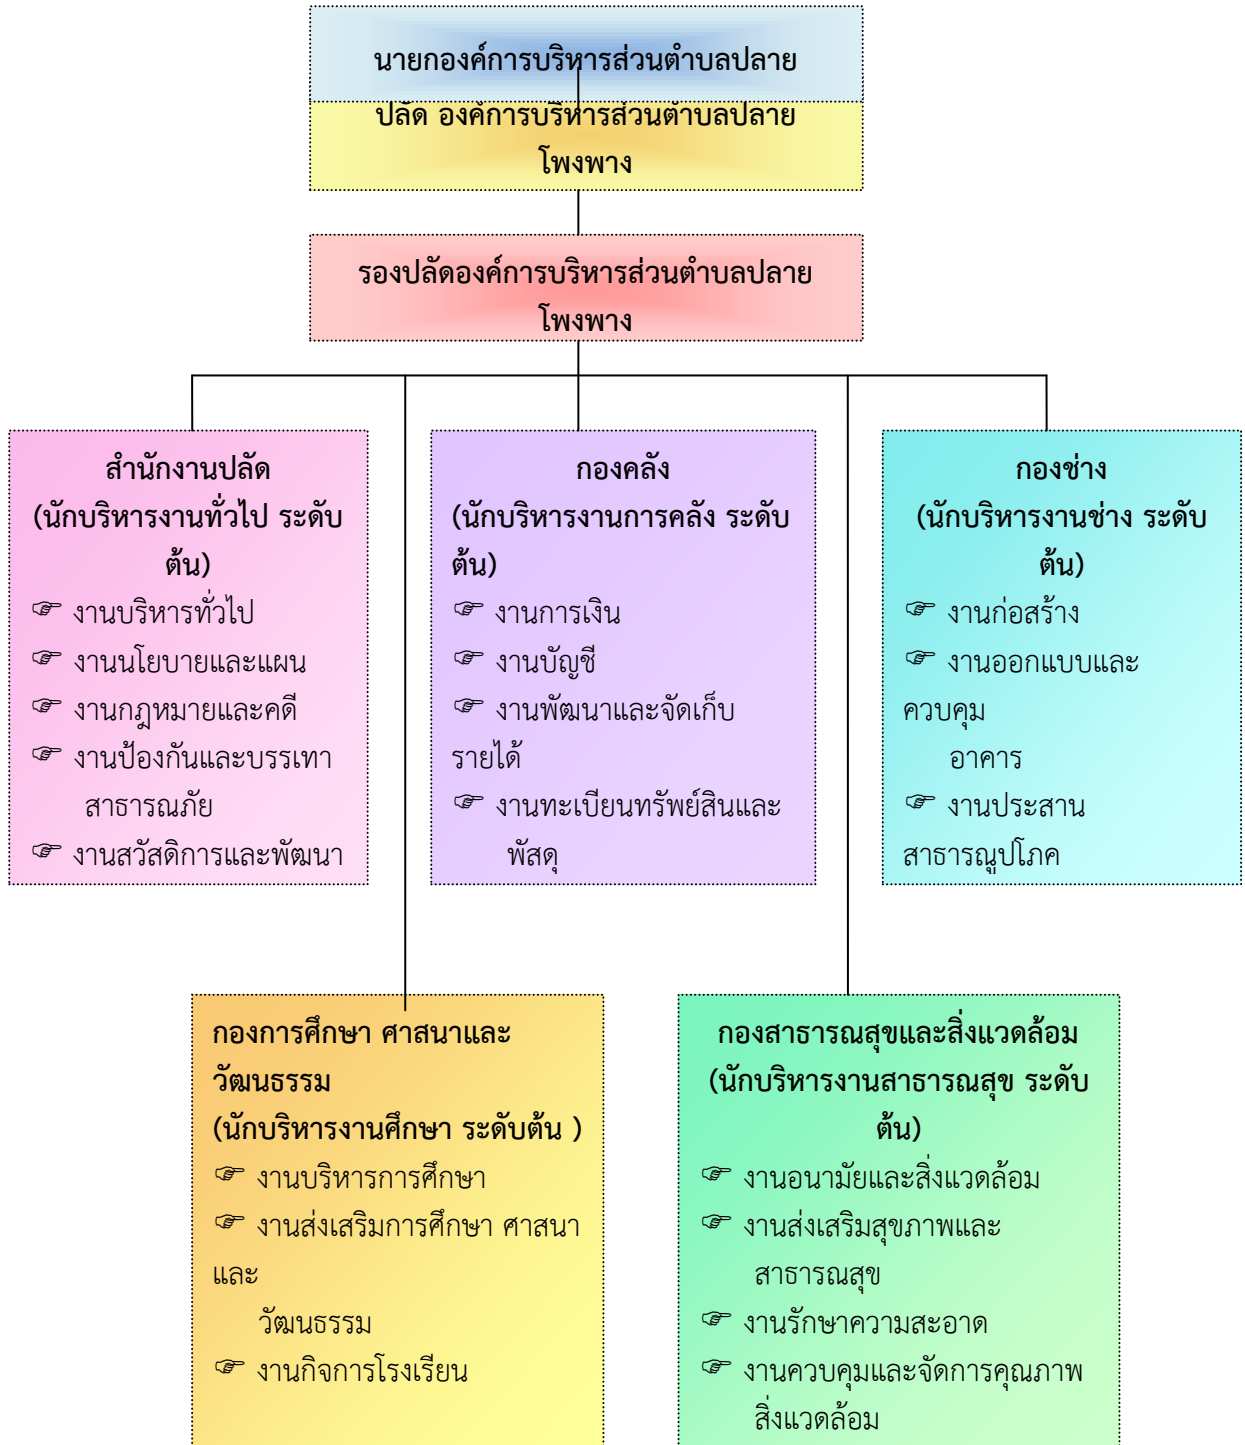 นายกองค์การบริหารส่วนตำบลปลาย
ปลัด องค์การบริหารส่วนตำบลปลาย
โพงพาง
รองปลัดองค์การบริหารส่วนตำบลปลาย
โพงพาง
สำนักงานปลัด
(นักบริหารงานทั่วไป ระดับ
ต้น)
☞ งานบริหารทั่วไป
☞ งานนโยบายและแผน
☞ งานกฎหมายและคดี
☞ งานป้องกันและบรรเทา
สาธารณภัย
☞ งานสวัสดิการและพัฒนา
กองคลัง
(นักบริหารงานการคลัง ระดับ
ต้น)
☞ งานการเงิน
☞ งานบัญชี
☞ งานพัฒนาและจัดเก็บ
รายได้
☞ งานทะเบียนทรัพย์สินและ
พัสดุ
กองช่าง
(นักบริหารงานช่าง ระดับ
ต้น)
☞ งานก่อสร้าง
☞ งานออกแบบและ
ควบคุม
อาคาร
☞ งานประสาน
สาธารณูปโภค
กองการศึกษา ศาสนาและ
วัฒนธรรม
(นักบริหารงานศึกษา ระดับต้น )
☞ งานบริหารการศึกษา
☞ งานส่งเสริมการศึกษา ศาสนา
และ
วัฒนธรรม
☞ งานกิจการโรงเรียน
กองสาธารณสุขและสิ่งแวดล้อม
(นักบริหารงานสาธารณสุข ระดับ
ต้น)
☞ งานอนามัยและสิ่งแวดล้อม
☞ งานส่งเสริมสุขภาพและ
สาธารณสุข
☞ งานรักษาความสะอาด
☞ งานควบคุมและจัดการคุณภาพ
สิ่งแวดล้อม